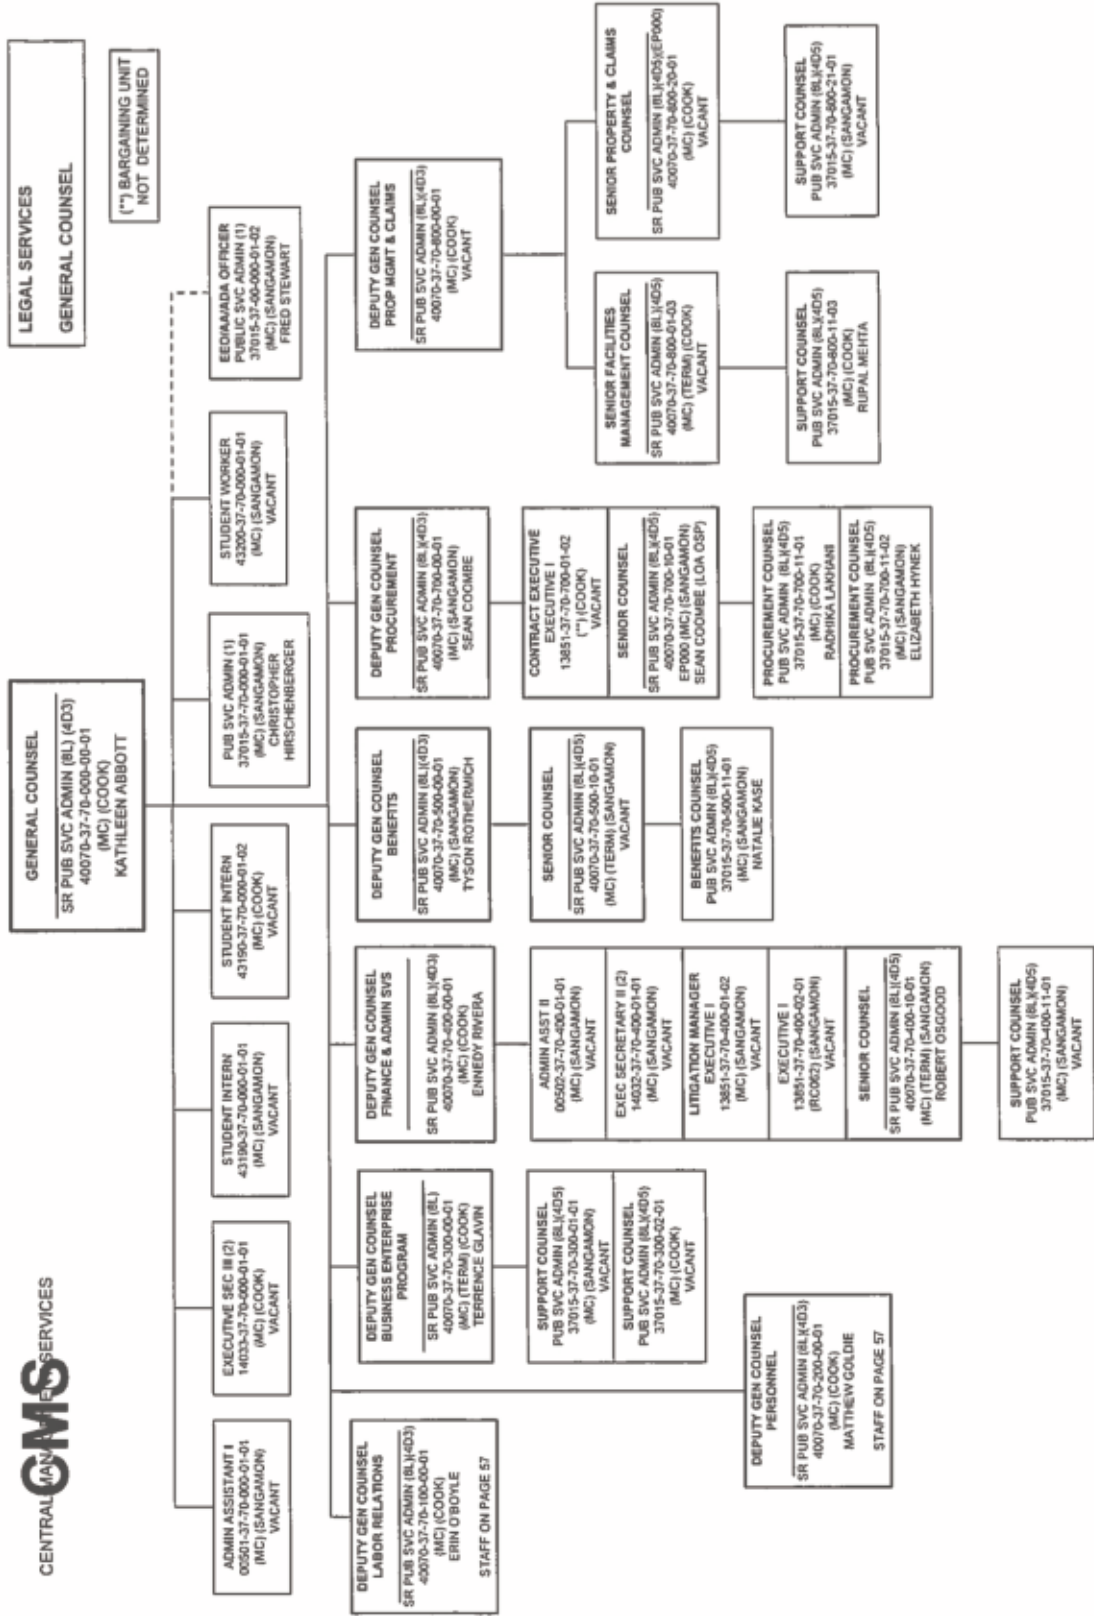 CENTRAL MANAGEMENT SERVICES
CMS
LEGAL SERVICES
GENERAL COUNSEL
(**) BARGAINING UNIT
NOT DETERMINED
GENERAL COUNSEL
SR PUB SVC ADMIN (8L) (4D3)
40070-37-70-000-00-01
(MC) (COOK)
KATHLEEN ABBOTT
ADMIN ASSISTANT I
00501-37-70-000-01-01
(MC) (SANGAMON)
VACANT
EXECUTIVE SEC III (2)
14033-37-70-000-01-01
(MC) (COOK)
VACANT
STUDENT INTERN
43190-37-70-000-01-01
(MC) (SANGAMON)
VACANT
STUDENT INTERN
43190-37-70-000-01-02
(MC) (COOK)
VACANT
PUB SVC ADMIN (1)
37015-37-70-000-01-01
(MC) (SANGAMON)
CHRISTOPHER
HIRSCHENBERGER
STUDENT WORKER
43200-37-70-000-01-01
(MC) (SANGAMON)
VACANT
EEO/AA/ADA OFFICER
PUBLIC SVC ADMIN (1)
37015-37-00-000-01-02
(MC) (SANGAMON)
FRED STEWART
DEPUTY GEN COUNSEL
LABOR RELATIONS
SR PUB SVC ADMIN (8L)(4D3)
40070-37-70-100-00-01
(MC) (COOK)
ERIN O'BOYLE
STAFF ON PAGE 57
DEPUTY GEN COUNSEL
BUSINESS ENTERPRISE
PROGRAM
SR PUB SVC ADMIN (8L)
40070-37-70-300-00-01
(MC) (TERM) (COOK)
TERRENCE GLAVIN
DEPUTY GEN COUNSEL
FINANCE & ADMIN SVS
SR PUB SVC ADMIN (8L)(4D3)
40070-37-70-400-00-01
(MC) (COOK)
ENNEDY RIVERA
DEPUTY GEN COUNSEL
BENEFITS
SR PUB SVC ADMIN (8L)(4D3)
40070-37-70-500-00-01
(MC) (SANGAMON)
TYSON ROTHERMICH
DEPUTY GEN COUNSEL
PROCUREMENT
SR PUB SVC ADMIN (8L)(4D3)
40070-37-70-700-00-01
(MC) (SANGAMON)
SEAN COOMBE
DEPUTY GEN COUNSEL
PROP MGMT & CLAIMS
SR PUB SVC ADMIN (8L)(4D3)
40070-37-70-800-00-01
(MC) (COOK)
VACANT
SUPPORT COUNSEL
PUB SVC ADMIN (8L)(4D5)
37015-37-70-300-01-01
(MC) (SANGAMON)
VACANT
SUPPORT COUNSEL
PUB SVC ADMIN (8L)(4D5)
37015-37-70-300-02-01
(MC) (COOK)
VACANT
ADMIN ASST II
00502-37-70-400-01-01
(MC) (SANGAMON)
VACANT
EXEC SECRETARY II (2)
14032-37-70-400-01-01
(MC) (SANGAMON)
VACANT
LITIGATION MANAGER
EXECUTIVE I
13851-37-70-400-01-02
(MC) (SANGAMON)
VACANT
EXECUTIVE I
13851-37-70-400-02-01
(RC062) (SANGAMON)
VACANT
SENIOR COUNSEL
SR PUB SVC ADMIN (8L)(4D5)
40070-37-70-400-10-01
(MC) (TERM) (SANGAMON)
ROBERT OSGOOD
SUPPORT COUNSEL
PUB SVC ADMIN (8L)(4D5)
37015-37-70-400-11-01
(MC) (SANGAMON)
VACANT
SENIOR COUNSEL
SR PUB SVC ADMIN (8L)(4D5)
40070-37-70-500-10-01
(MC) (TERM) (SANGAMON)
VACANT
BENEFITS COUNSEL
PUB SVC ADMIN (8L)(4D5)
37015-37-70-500-11-01
(MC) (SANGAMON)
NATALIE KASE
CONTRACT EXECUTIVE
EXECUTIVE I
13851-37-70-700-01-02
(**) (COOK)
VACANT
SENIOR COUNSEL
SR PUB SVC ADMIN (8L)(4D5)
40070-37-70-700-10-01
EP000 (MC) (SANGAMON)
SEAN COOMBE (LOA OSP)
PROCUREMENT COUNSEL
PUB SVC ADMIN (8L)(4D5)
37015-37-70-700-11-01
(MC) (COOK)
RADHIKA LAKHANI
PROCUREMENT COUNSEL
PUB SVC ADMIN (8L)(4D5)
37015-37-70-700-11-02
(MC) (SANGAMON)
ELIZABETH HYNEK
SENIOR FACILITIES
MANAGEMENT COUNSEL
SR PUB SVC ADMIN (8L)(4D5)
40070-37-70-800-01-03
(MC) (TERM) (COOK)
VACANT
SUPPORT COUNSEL
PUB SVC ADMIN (8L)(4D5)
37015-37-70-800-11-03
(MC) (COOK)
RUPAL MEHTA
SENIOR PROPERTY & CLAIMS
COUNSEL
SR PUB SVC ADMIN (8L)(4D5)(EP000)
40070-37-70-800-20-01
(MC) (COOK)
VACANT
SUPPORT COUNSEL
PUB SVC ADMIN (8L)(4D5)
37015-37-70-800-21-01
(MC) (SANGAMON)
VACANT
DEPUTY GEN COUNSEL
PERSONNEL
SR PUB SVC ADMIN (8L)(4D3)
40070-37-70-200-00-01
(MC) (COOK)
MATTHEW GOLDIE
STAFF ON PAGE 57